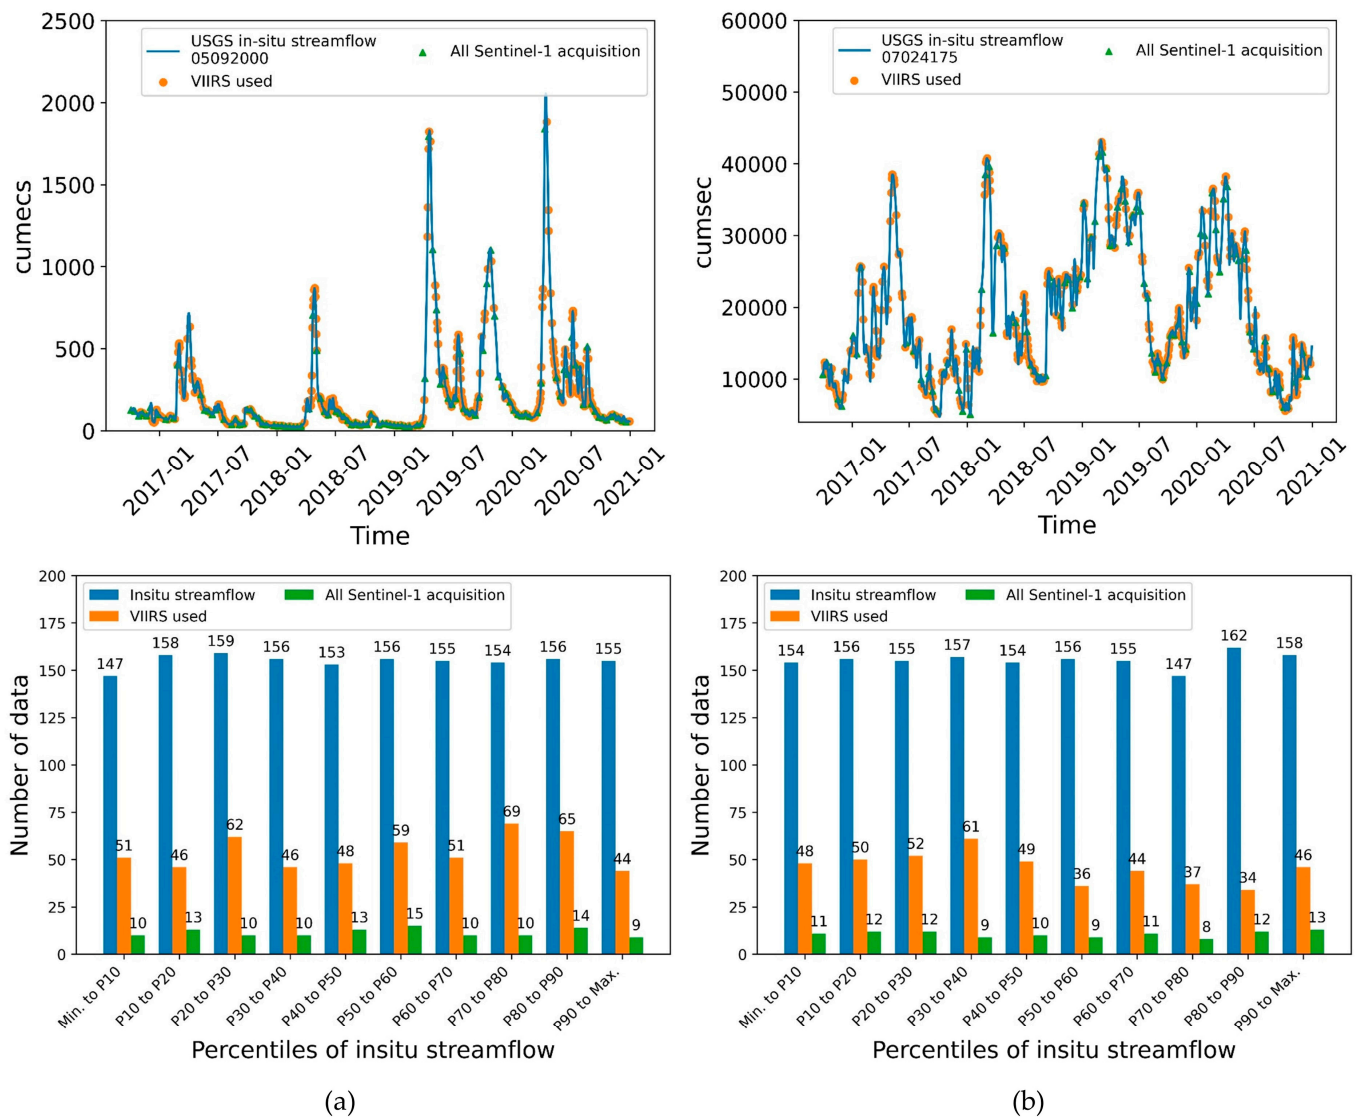 2500
2000
1500
1000
500
0
cumecs
USGS in-situ streamflow
05092000
VIIRS used
All Sentinel-1 acquisition
2017-01
2017-07
2018-01
2018-07
2019-01
2019-07
2020-01
2020-07
2021-01
Time
60000
50000
40000
30000
20000
10000
cumsec
USGS in-situ streamflow
07024175
VIIRS used
All Sentinel-1 acquisition
2017-01
2017-07
2018-01
2018-07
2019-01
2019-07
2020-01
2020-07
2021-01
Time
200
175
150
125
100
75
50
25
0
Number of data
Insitu streamflow
VIIRS used
All Sentinel-1 acquisition
147 158 159 156 153 156 155 154 156 155
51 46 62 46 48 59 51 69 65 44
10 13 10 10 13 15 10 10 14 9
Min. to P10
P10 to P20
P20 to P30
P30 to P40
P40 to P50
P50 to P60
P60 to P70
P70 to P80
P80 to P90
P90 to Max.
Percentiles of insitu streamflow
(a)
200
175
150
125
100
75
50
25
0
Number of data
Insitu streamflow
VIIRS used
All Sentinel-1 acquisition
154 156 155 157 154 156 155 147 162 158
48 50 52 61 49 36 44 37 34 46
11 12 12 9 10 9 11 8 12 13
Min. to P10
P10 to P20
P20 to P30
P30 to P40
P40 to P50
P50 to P60
P60 to P70
P70 to P80
P80 to P90
P90 to Max.
Percentiles of insitu streamflow
(b)